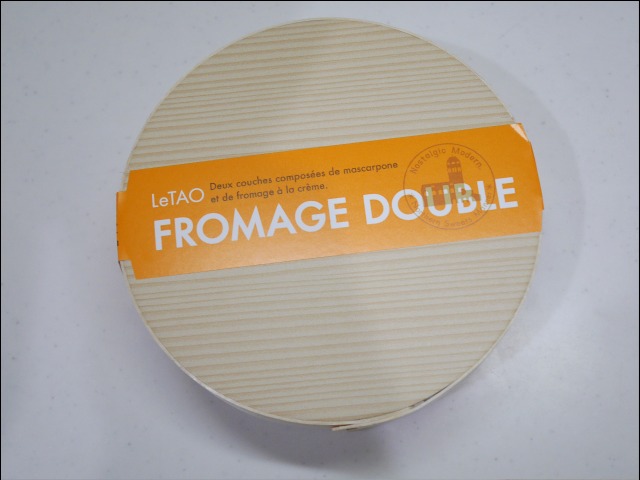 Nostalgic Modern
LeTAO
Deux couches composées de mascarpone
et de fromage à la crème.
FROMAGE DOUBLE